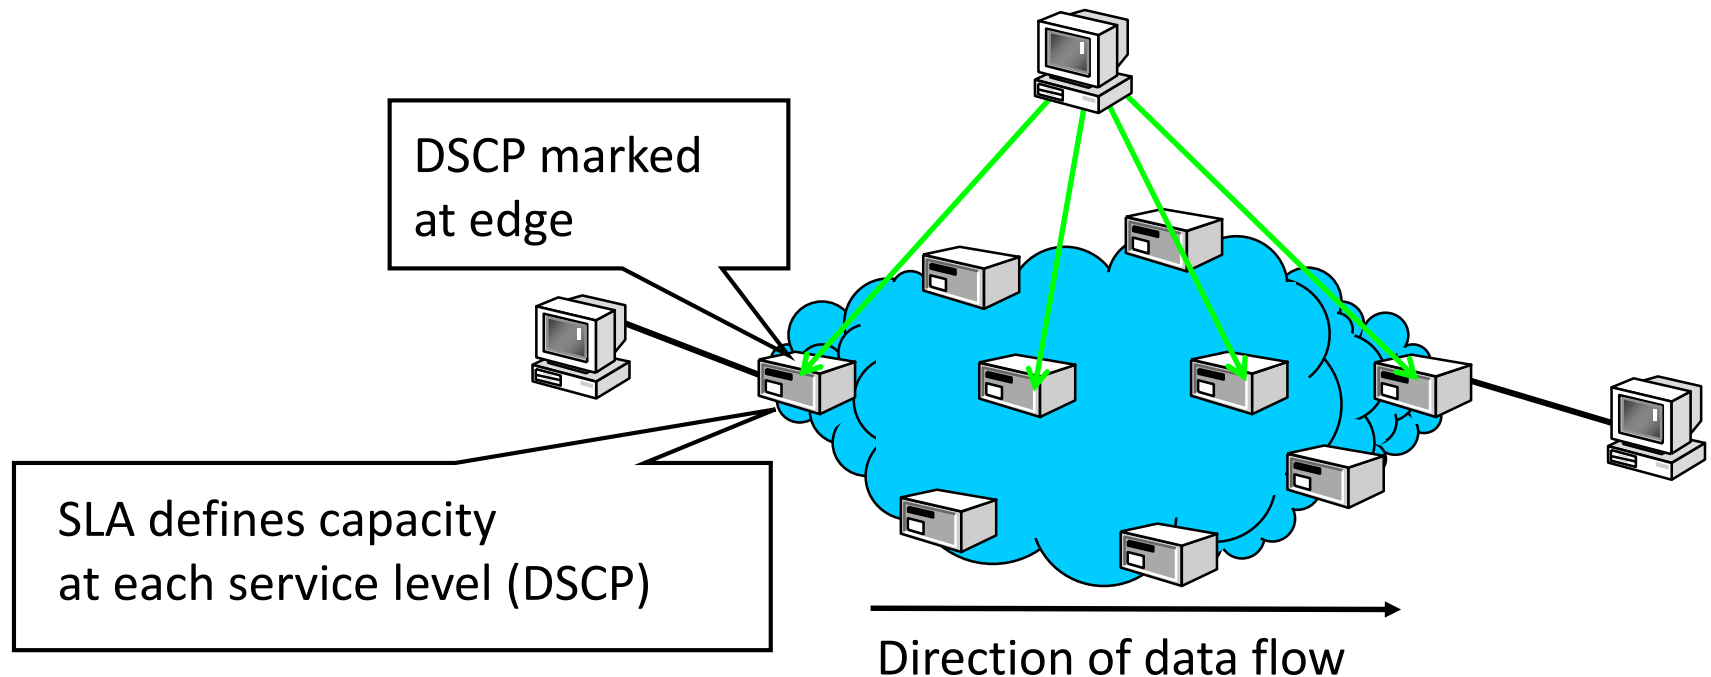 DSCP marked
at edge
SLA defines capacity
at each service level (DSCP)
Direction of data flow